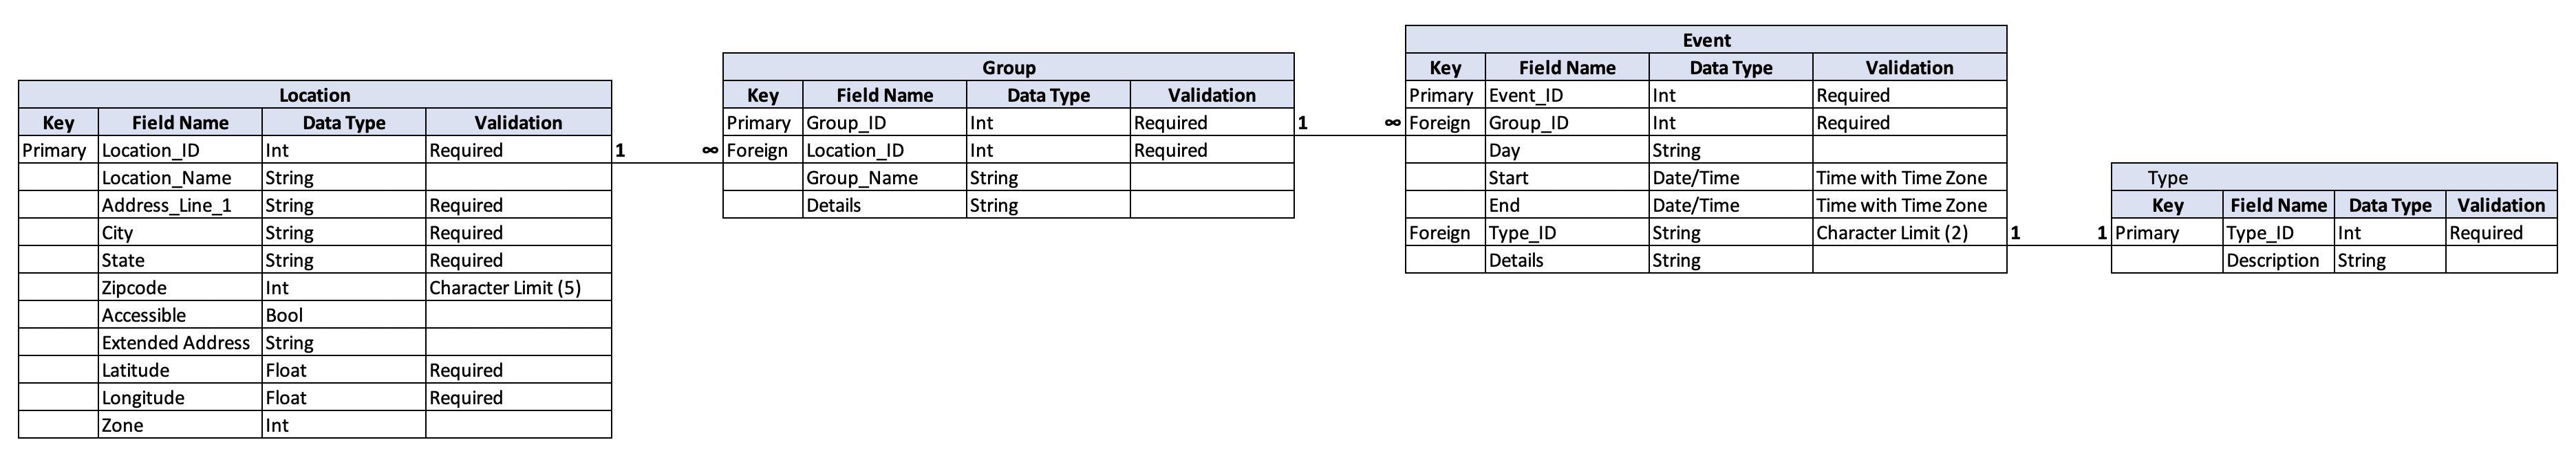 Location
Key Field Name Data Type Validation
Primary Location_ID Int Required
Location_Name String
Address_Line_1 String Required
City String Required
State String Required
Zipcode Int Character Limit (5)
Accessible Bool
Extended Address String
Latitude Float Required
Longitude Float Required
Zone Int
1 ∞
Group
Key Field Name Data Type Validation
Primary Group_ID Int Required
Foreign Location_ID Int Required
Group_Name String
Details String
1 ∞
Event
Key Field Name Data Type Validation
Primary Event_ID Int Required
Foreign Group_ID Int Required
Day String
Start Date/Time Time with Time Zone
End Date/Time Time with Time Zone
Foreign Type_ID String Character Limit (2)
Details String
1 1
Type
Key Field Name Data Type Validation
Primary Type_ID Int Required
Description String